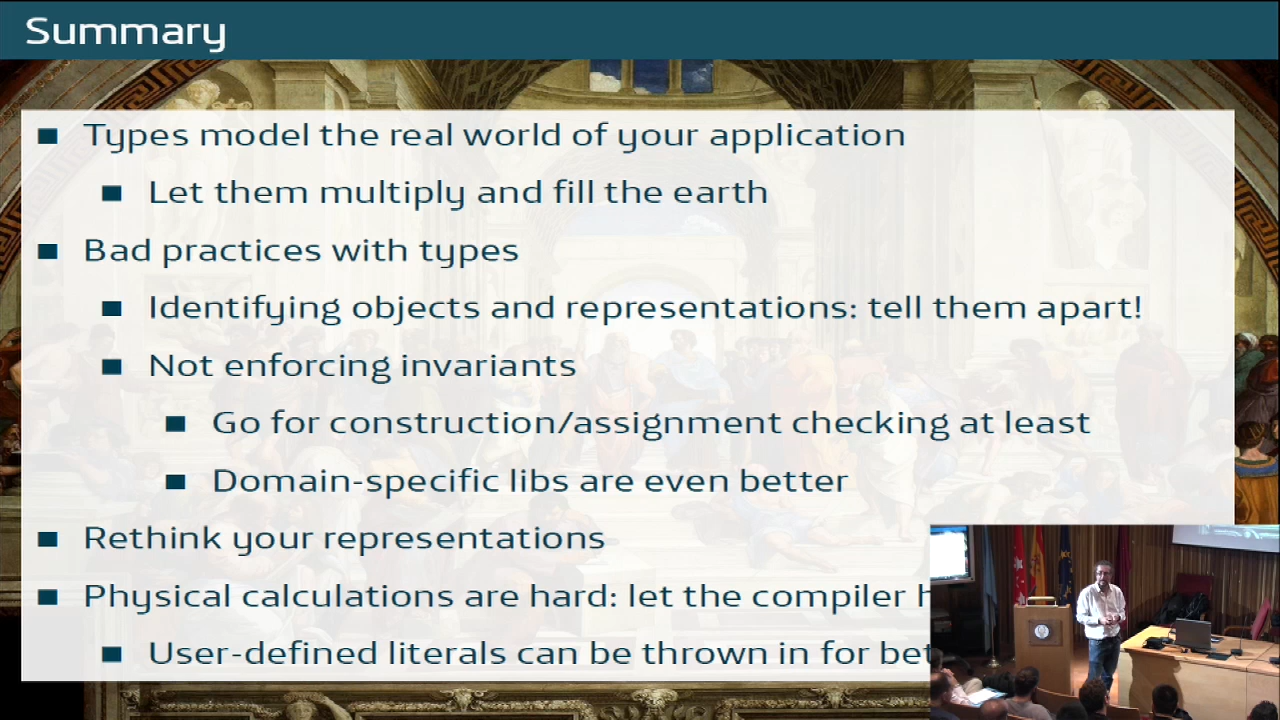 Summary
Types model the real world of your application
Let them multiply and fill the earth
Bad practices with types
Identifying objects and representations: tell them apart!
Not enforcing invariants
Go for construction/assignment checking at least
Domain-specific libs are even better
Rethink your representations
Physical calculations are hard: let the compiler
User-defined literals can be thrown in for